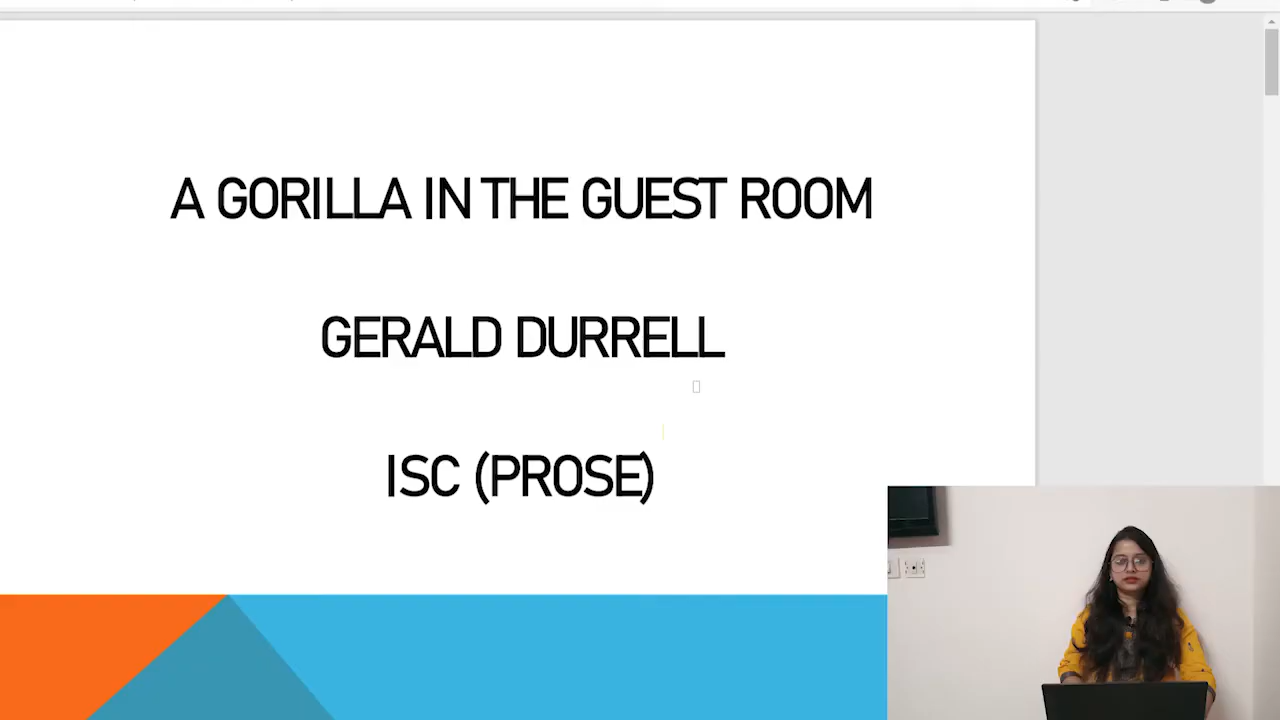 A GORILLA IN THE GUEST ROOM
GERALD DURRELL
ISC (PROSE)